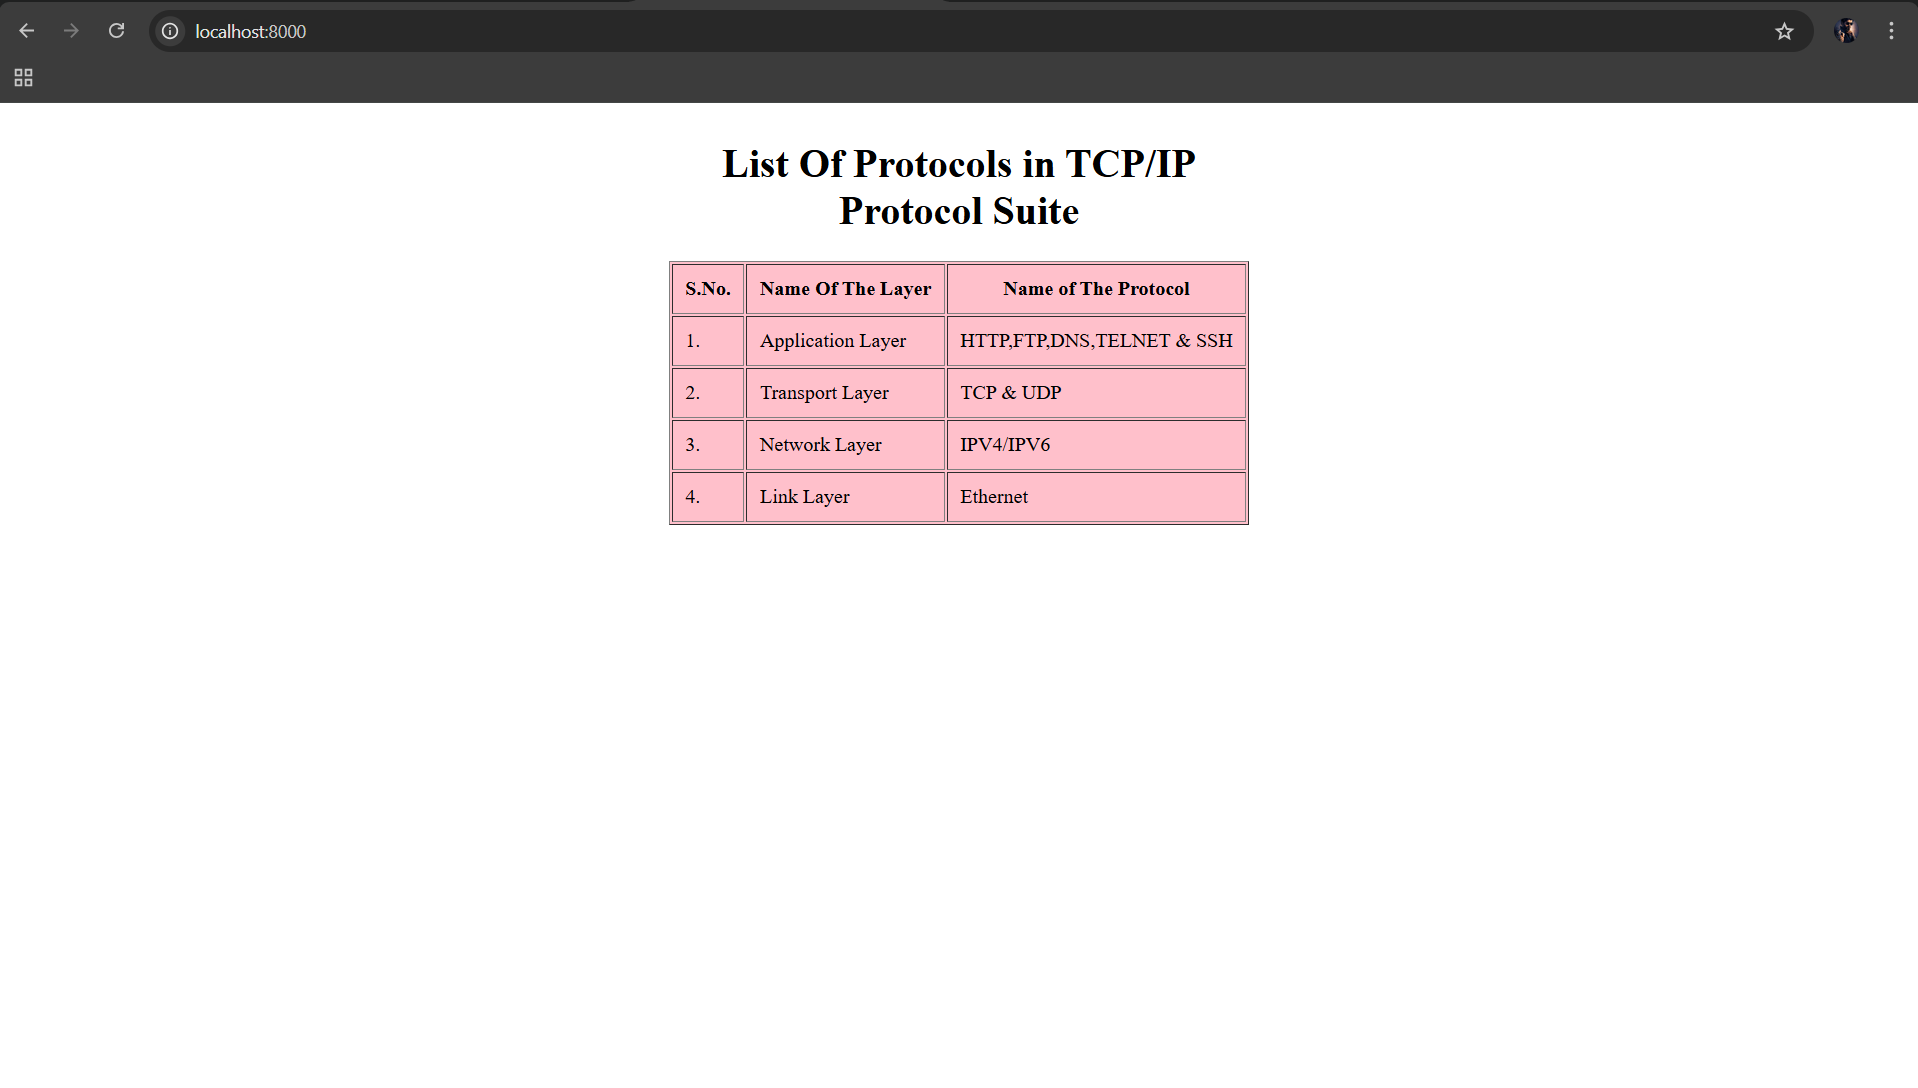 localhost:8000
List Of Protocols in TCP/IP
Protocol Suite
S.No. Name Of The Layer Name of The Protocol
1. Application Layer HTTP,FTP,DNS,TELNET & SSH
2. Transport Layer TCP & UDP
3. Network Layer IPV4/IPV6
4. Link Layer Ethernet